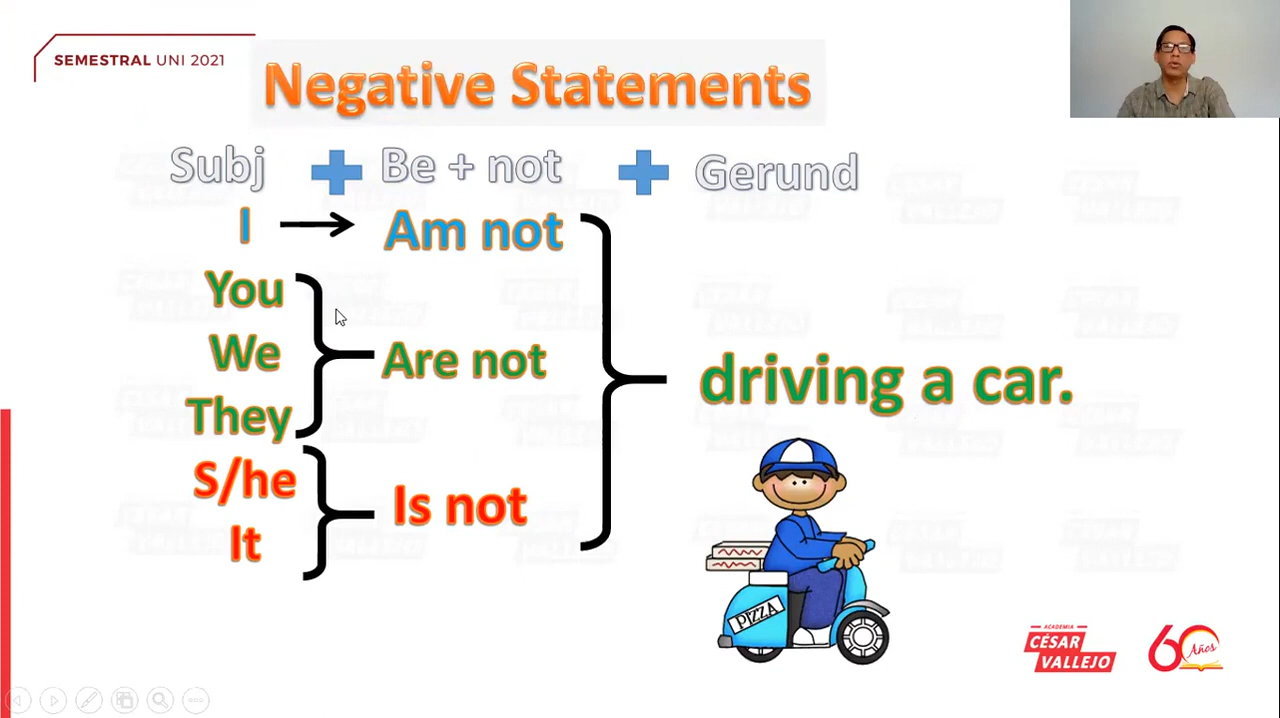 SEMESTRAL UNI 2021
Negative Statements
Subj + Be + not + Gerund
I → Am not
You
We
They
Are not
S/he
It
Is not
driving a car.
PIZZA
ACADEMIA
CÉSAR
VALLEJO
60 Años